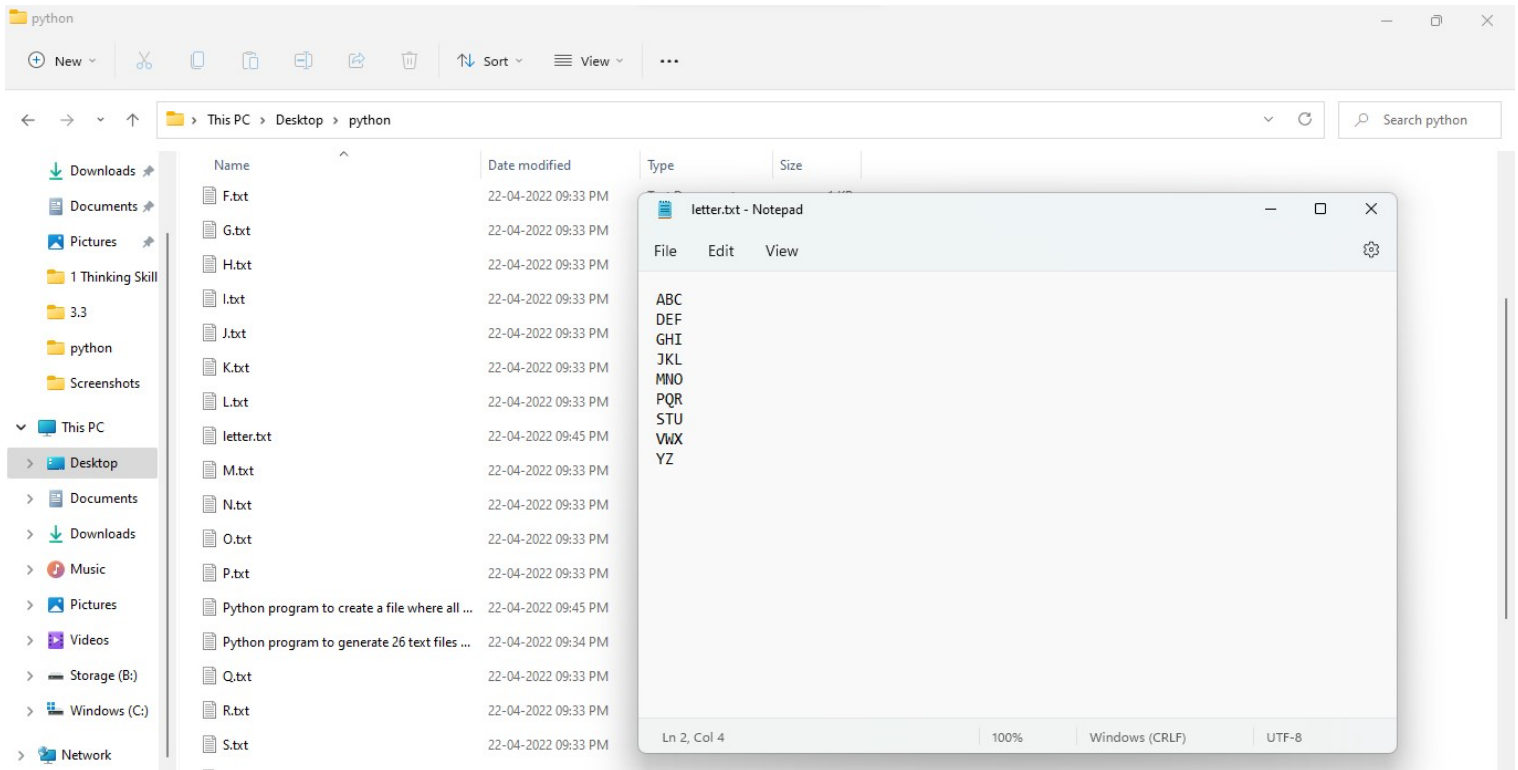 python
New
Sort
View
This PC > Desktop > python
Search python
Downloads
Documents
Pictures
1 Thinking Skill
3.3
python
Screenshots
This PC
Desktop
Documents
Downloads
Music
Pictures
Videos
Storage (B:)
Windows (C:)
Network
Name Date modified Type Size
F.txt 22-04-2022 09:33 PM
G.txt 22-04-2022 09:33 PM
H.txt 22-04-2022 09:33 PM
I.txt 22-04-2022 09:33 PM
J.txt 22-04-2022 09:33 PM
K.txt 22-04-2022 09:33 PM
L.txt 22-04-2022 09:33 PM
letter.txt 22-04-2022 09:45 PM
M.txt 22-04-2022 09:33 PM
N.txt 22-04-2022 09:33 PM
O.txt 22-04-2022 09:33 PM
P.txt 22-04-2022 09:33 PM
Python program to create a file where all ... 22-04-2022 09:45 PM
Python program to generate 26 text files ... 22-04-2022 09:34 PM
Q.txt 22-04-2022 09:33 PM
R.txt 22-04-2022 09:33 PM
S.txt 22-04-2022 09:33 PM
letter.txt - Notepad
File Edit View
ABC
DEF
GHI
JKL
MNO
PQR
STU
VWX
YZ
Ln 2, Col 4 100% Windows (CRLF) UTF-8